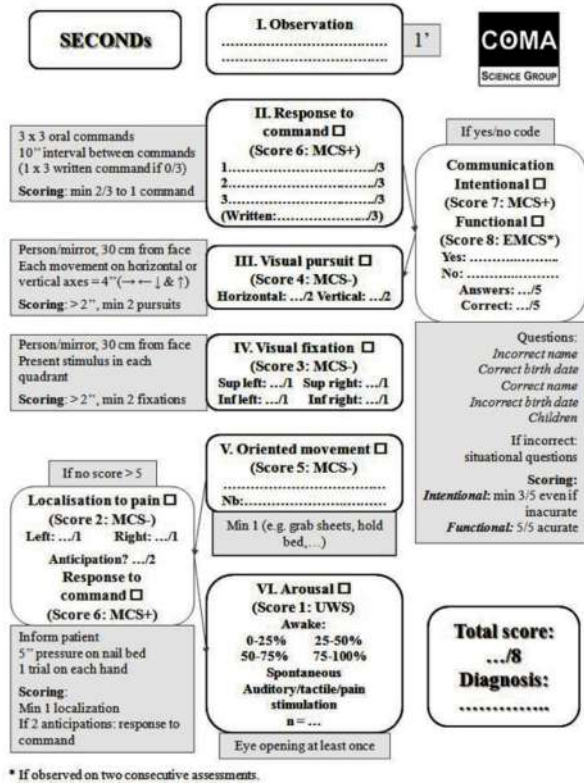 SECONDs
I. Observation
1’
COMA
SCIENCE GROUP
3 x 3 oral commands
10’’ interval between commands
(1 x 3 written command if 0/3)
Scoring: min 2/3 to 1 command
II. Response to
command ☐
(Score 6: MCS+)
1............................/3
2............................/3
3............................/3
(Written:................./3)
If yes/no code
Communication
Intentional ☐
(Score 7: MCS+)
Functional ☐
(Score 8: EMCS*)
Yes: ......................
No: ......................
Answers: .../5
Correct: .../5
Person/mirror, 30 cm from face
Each movement on horizontal or
vertical axes = 4’’(→ ← ↓ & ↑)
Scoring: > 2’’, min 2 pursuits
III. Visual pursuit ☐
(Score 4: MCS-)
Horizontal: .../2 Vertical: .../2
Person/mirror, 30 cm from face
Present stimulus in each
quadrant
Scoring: > 2’’, min 2 fixations
IV. Visual fixation ☐
(Score 3: MCS-)
Sup left: .../1 Sup right: .../1
Inf left: .../1 Inf right: .../1
Questions:
Incorrect name
Correct birth date
Correct name
Incorrect birth date
Children
If incorrect:
situational questions
Scoring:
Intentional: min 3/5 even if
inacurate
Functional: 5/5 acurate
V. Oriented movement ☐
(Score 5: MCS-)
Nb:....................................
Min 1 (e.g. grab sheets, hold
bed,…)
If no score > 5
Localisation to pain ☐
(Score 2: MCS-)
Left: .../1 Right: .../1
Anticipation? .../2
Response to
command ☐
(Score 6: MCS+)
Inform patient
5’’ pressure on nail bed
1 trial on each hand
Scoring:
Min 1 localization
If 2 anticipations: response to
command
VI. Arousal ☐
(Score 1: UWS)
Awake:
0-25% 25-50%
50-75% 75-100%
Spontaneous
Auditory/tactile/pain
stimulation
n = ...
Eye opening at least once
Total score:
.../8
Diagnosis:
..............
* If observed on two consecutive assessments.